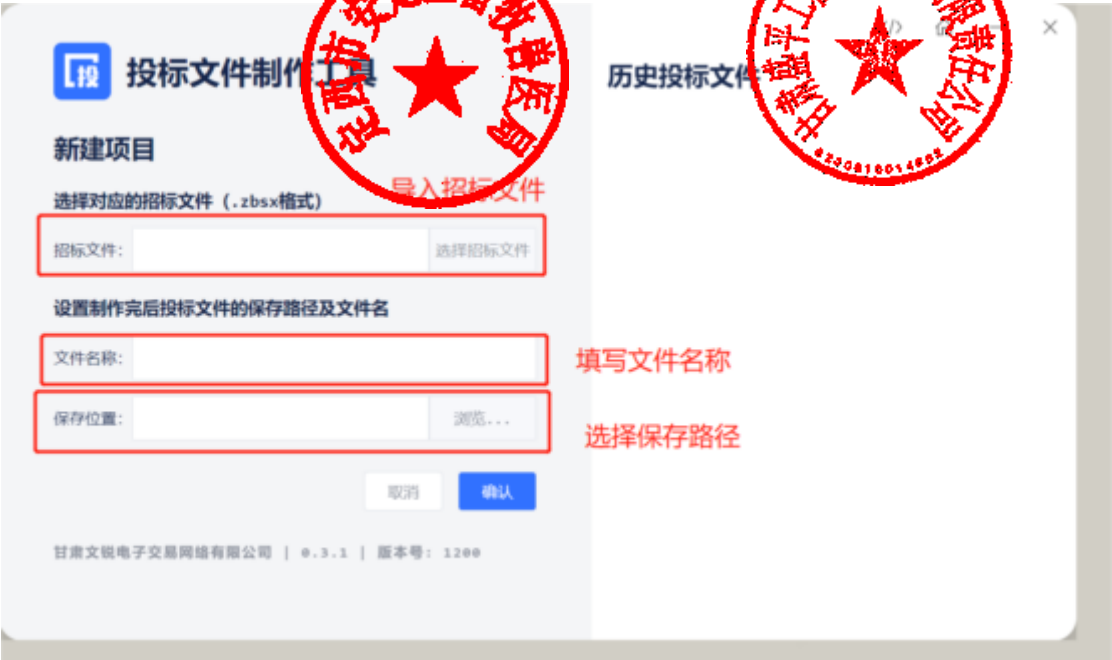 投标文件制作工具
历史投标文件
新建项目
导入招标文件
选择对应的招标文件（.zbsx格式）
招标文件：
选择招标文件
设置制作完后投标文件的保存路径及文件名
文件名称：
填写文件名称
保存位置：
浏览...
选择保存路径
取消
确认
甘肃文锐电子交易网络有限公司 | 0.3.1 | 版本号: 1200